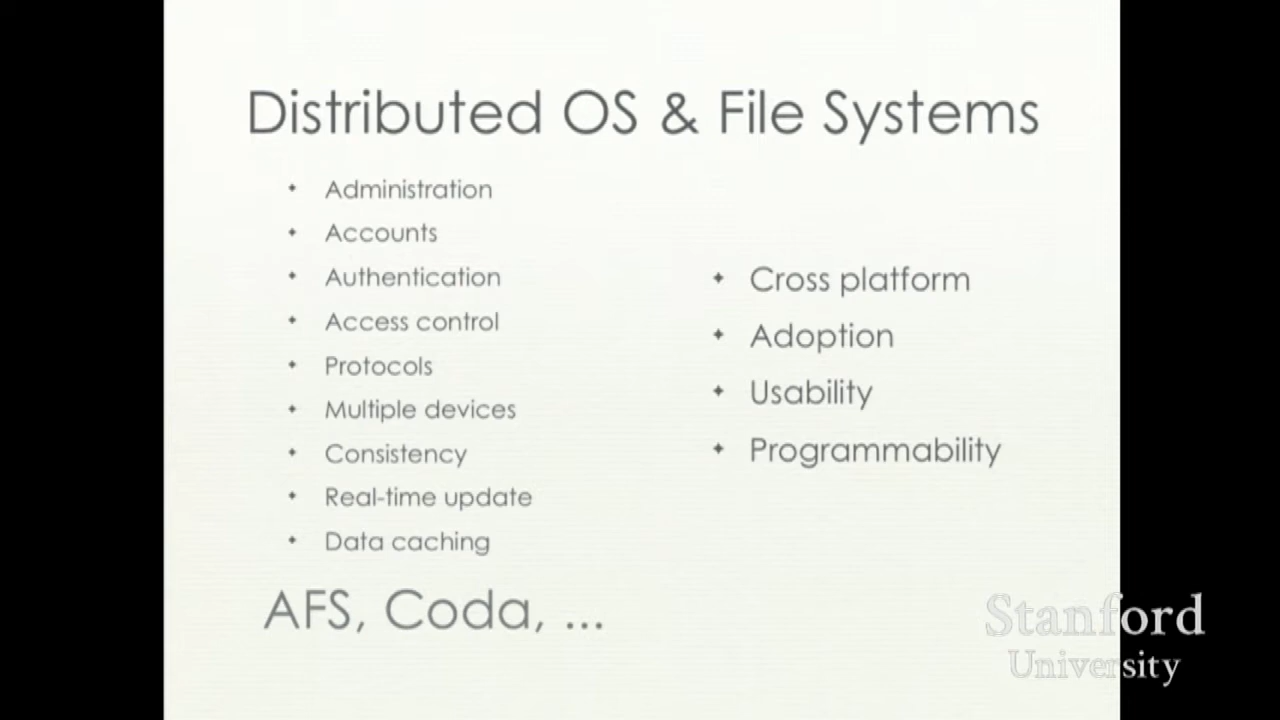 Distributed OS & File Systems
Administration
Accounts
Authentication
Access control
Protocols
Multiple devices
Consistency
Real-time update
Data caching
Cross platform
Adoption
Usability
Programmability
AFS, Coda, ...
Stanford
University